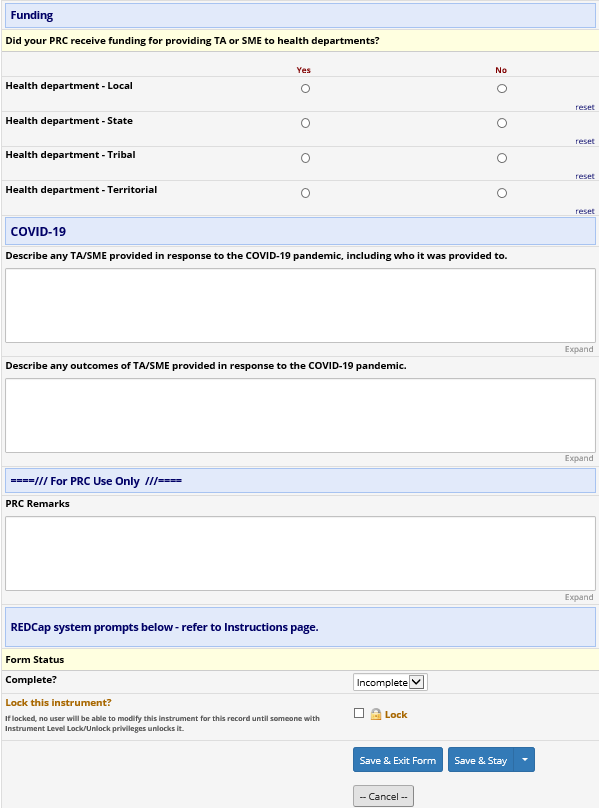 Funding
Did your PRC receive funding for providing TA or SME to health departments?
Yes No
Health department - Local
reset
Health department - State
reset
Health department - Tribal
reset
Health department - Territorial
reset
COVID-19
Describe any TA/SME provided in response to the COVID-19 pandemic, including who it was provided to.
Expand
Describe any outcomes of TA/SME provided in response to the COVID-19 pandemic.
Expand
====/// For PRC Use Only ///====
PRC Remarks
Expand
REDCap system prompts below - refer to Instructions page.
Form Status
Complete? Incomplete
Lock this instrument?
If locked, no user will be able to modify this instrument for this record until someone with
Instrument Level Lock/Unlock privileges unlocks it.
Lock
Save & Exit Form Save & Stay
-- Cancel --